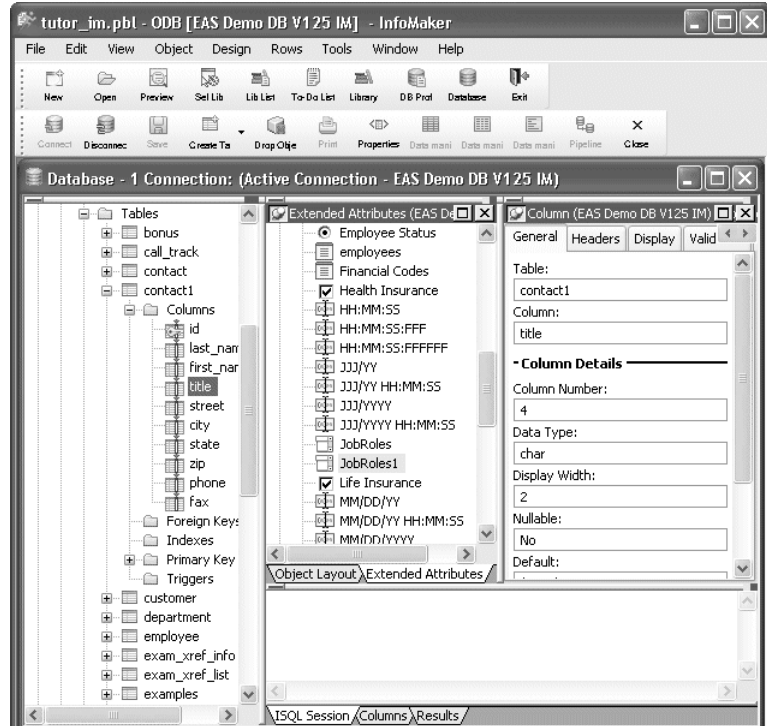 tutor_im.pbl - ODB [EAS Demo DB V125 IM] - InfoMaker
File Edit View Object Design Rows Tools Window Help
New Open Preview Sel Lib Lib List To-Do List Library DB Prof Database Exit
Connect Disconnec Save Create Ta Drop Obje Print Properties Data mani Data mani Data mani Pipeline Close
Database - 1 Connection: (Active Connection - EAS Demo DB V125 IM)
Tables
bonus
call_track
contact
contact1
Columns
id
last_nam
first_nar
title
street
city
state
zip
phone
fax
Foreign Keys
Indexes
Primary Key
Triggers
customer
department
employee
exam_xref_info
exam_xref_list
examples
Extended Attributes (EAS De
Employee Status
employees
Financial Codes
Health Insurance
HH:MM:SS
HH:MM:SS:FFF
HH:MM:SS:FFFFFF
JJJ/YY
JJJ/YY HH:MM:SS
JJJ/YYYY
JJJ/YYYY HH:MM:SS
JobRoles
JobRoles1
Life Insurance
MM/DD/YY
MM/DD/YY HH:MM:SS
MM/DD/YYYY
Object Layout Extended Attributes
Column (EAS Demo DB V125 IM)
General Headers Display Valid
Table:
contact1
Column:
title
Column Details
Column Number:
4
Data Type:
char
Display Width:
2
Nullable:
No
Default:
ISQL Session Columns Results